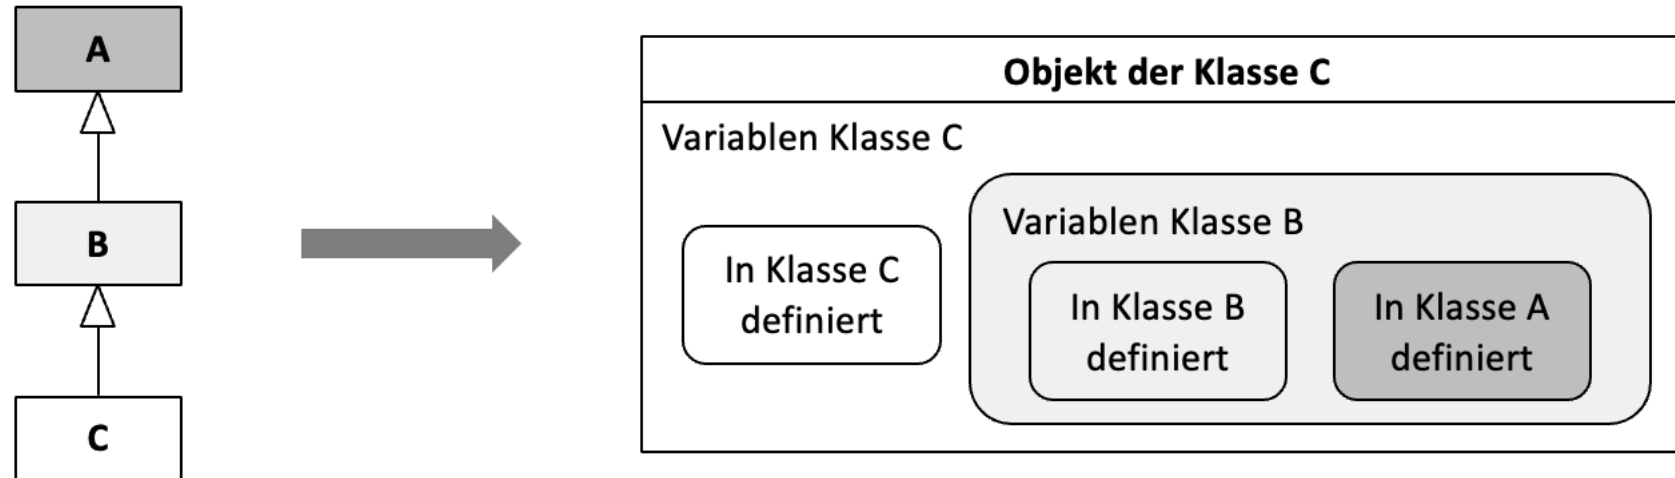 A
B
C
Objekt der Klasse C
Variablen Klasse C
In Klasse C
definiert
Variablen Klasse B
In Klasse B
definiert
In Klasse A
definiert